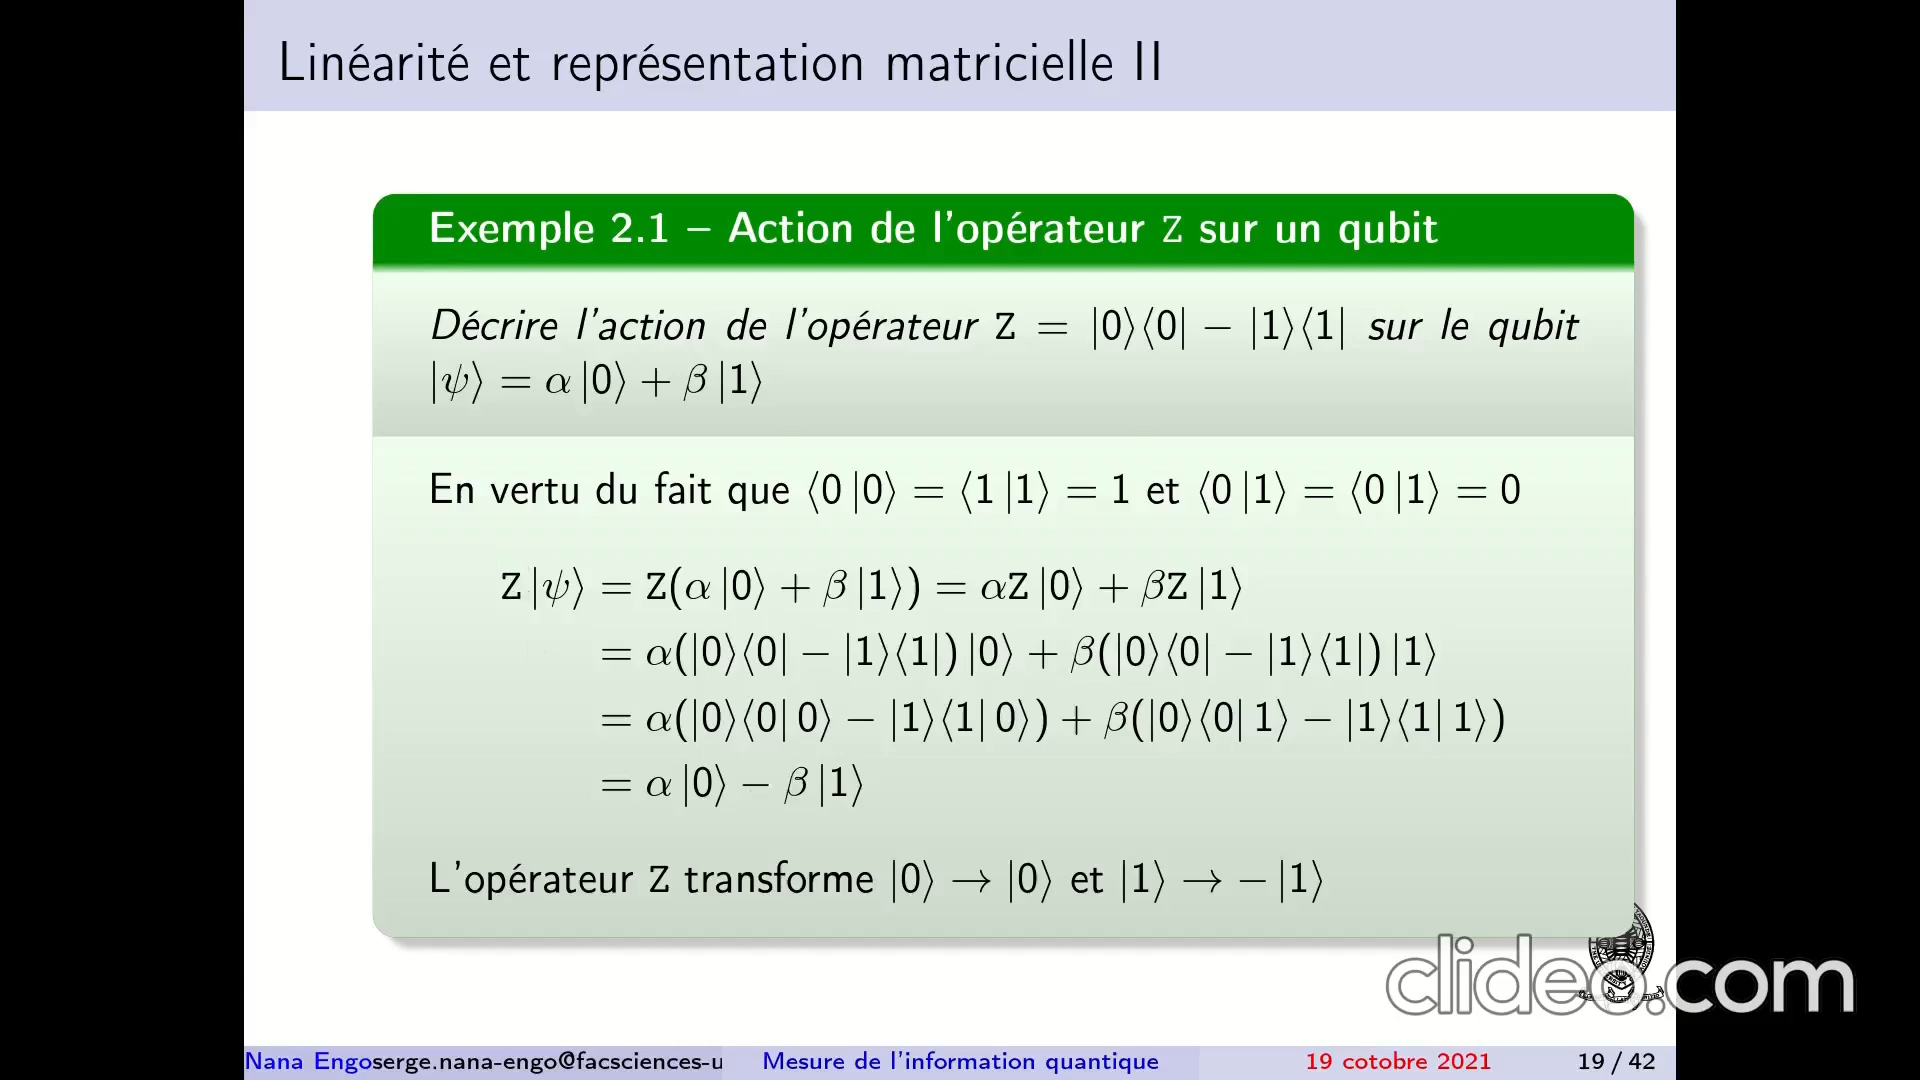 Linéarité et représentation matricielle II
Exemple 2.1 – Action de l'opérateur Z sur un qubit
Décrire l'action de l'opérateur Z = |0⟩⟨0| − |1⟩⟨1| sur le qubit
|ψ⟩ = α |0⟩ + β |1⟩
En vertu du fait que ⟨0 |0⟩ = ⟨1 |1⟩ = 1 et ⟨0 |1⟩ = ⟨0 |1⟩ = 0
Z |ψ⟩ = Z(α |0⟩ + β |1⟩) = αZ |0⟩ + βZ |1⟩
= α(|0⟩⟨0| − |1⟩⟨1|) |0⟩ + β(|0⟩⟨0| − |1⟩⟨1|) |1⟩
= α(|0⟩⟨0| 0⟩ − |1⟩⟨1| 0⟩) + β(|0⟩⟨0| 1⟩ − |1⟩⟨1| 1⟩)
= α |0⟩ − β |1⟩
L'opérateur Z transforme |0⟩ → |0⟩ et |1⟩ → − |1⟩
clideo.com
Nana Engoserge.nana-engo@facsciences-u Mesure de l'information quantique 19 cotobre 2021 19 / 42